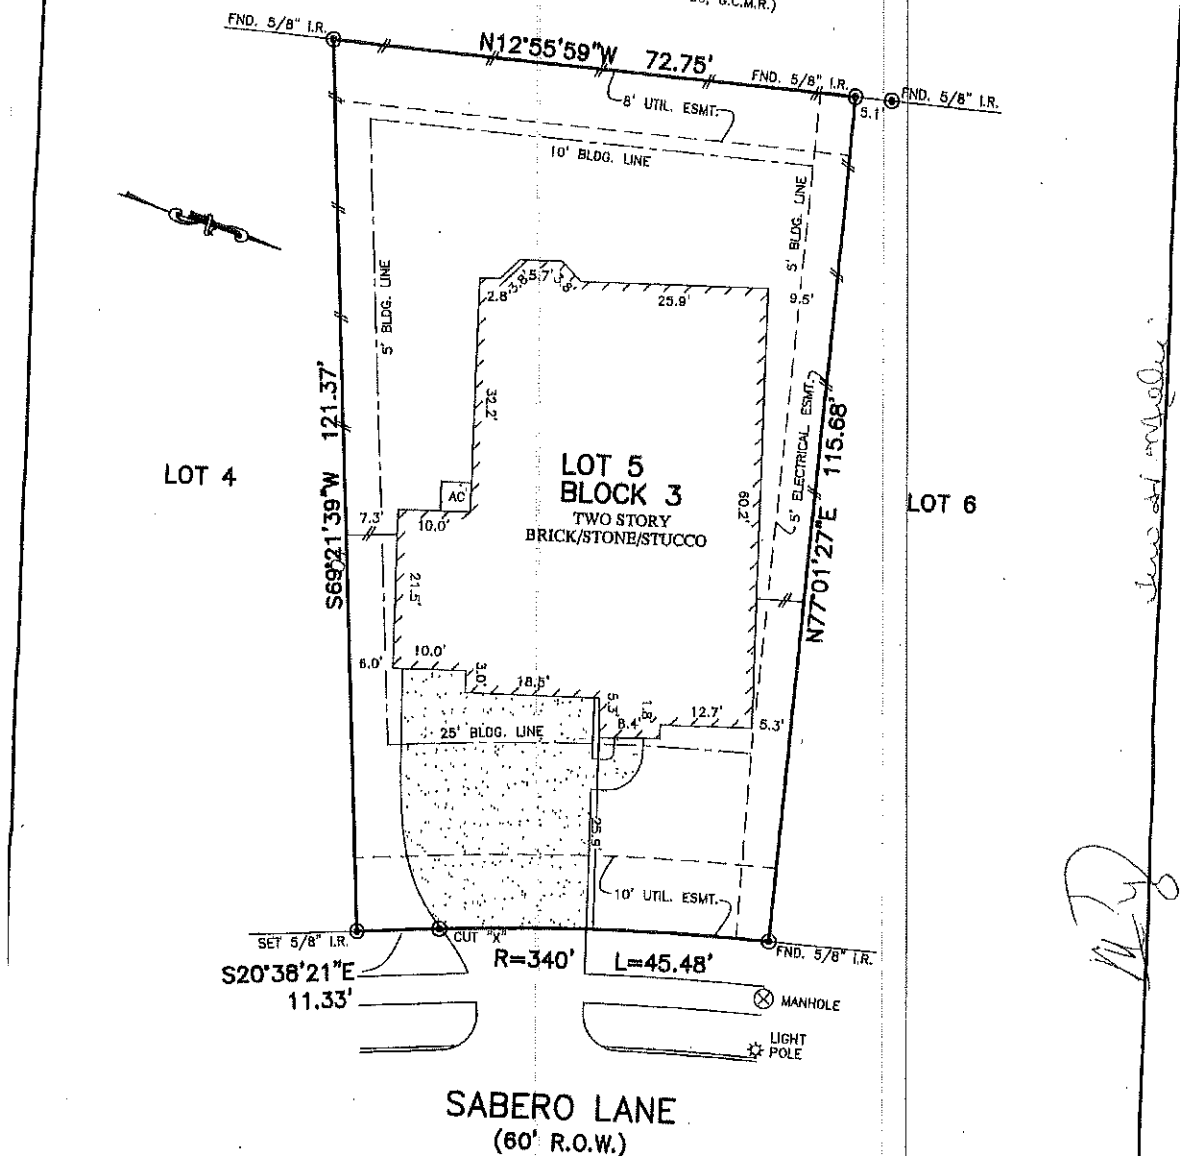 G.C.M.R.)
FND. 5/8" I.R.
N12°55'59"W 72.75'
FND. 5/8" I.R.
FND. 5/8" I.R.
5.1'
8' UTIL. ESMT.
10' BLDG. LINE
5' BLDG. LINE
5' BLDG. LINE
2.8'
3.8'
5.7'
3.8'
25.9'
9.5'
32.2'
S69°21'39"W 121.37'
LOT 4
LOT 5
BLOCK 3
TWO STORY
BRICK/STONE/STUCCO
60.2'
5' ELECTRICAL ESMT.
N77°01'27"E 115.68'
LOT 6
AC
7.3'
10.0'
21.5'
6.0'
10.0'
3.0'
18.5'
5.3'
8.4'
1.8'
12.7'
5.3'
25' BLDG. LINE
25.9'
10' UTIL. ESMT.
SET 5/8" I.R.
CUT "X"
FND. 5/8" I.R.
S20°38'21"E
11.33'
R=340' L=45.48'
MANHOLE
LIGHT
POLE
SABERO LANE
(60' R.O.W.)